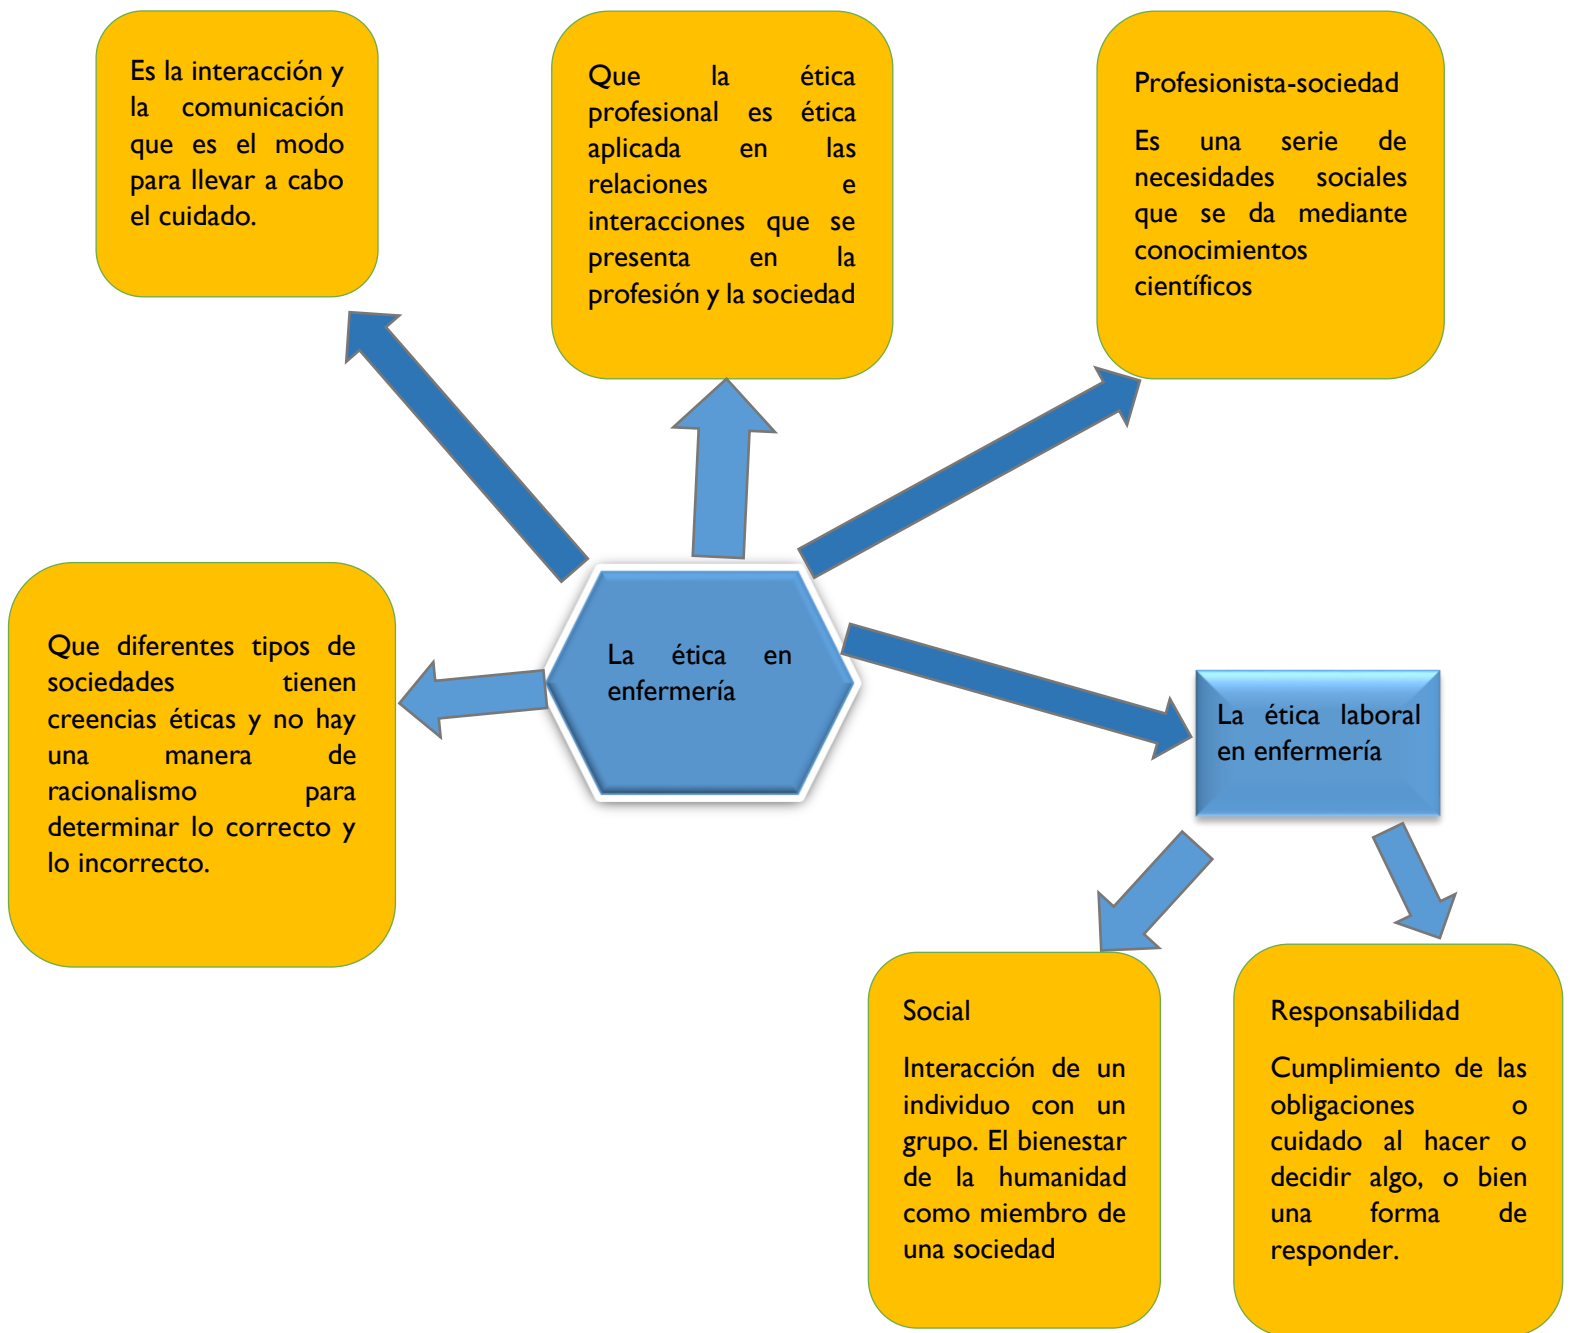 Es la interacción y
la comunicación
que es el modo
para llevar a cabo
el cuidado.
Que la ética
profesional es ética
aplicada en las
relaciones e
interacciones que se
presenta en la
profesión y la sociedad
Profesionista-sociedad
Es una serie de
necesidades sociales
que se da mediante
conocimientos
científicos
Que diferentes tipos de
sociedades tienen
creencias éticas y no hay
una manera de
racionalismo para
determinar lo correcto y
lo incorrecto.
La ética en
enfermería
La ética laboral
en enfermería
Social
Interacción de un
individuo con un
grupo. El bienestar
de la humanidad
como miembro de
una sociedad
Responsabilidad
Cumplimiento de las
obligaciones o
cuidado al hacer o
decidir algo, o bien
una forma de
responder.